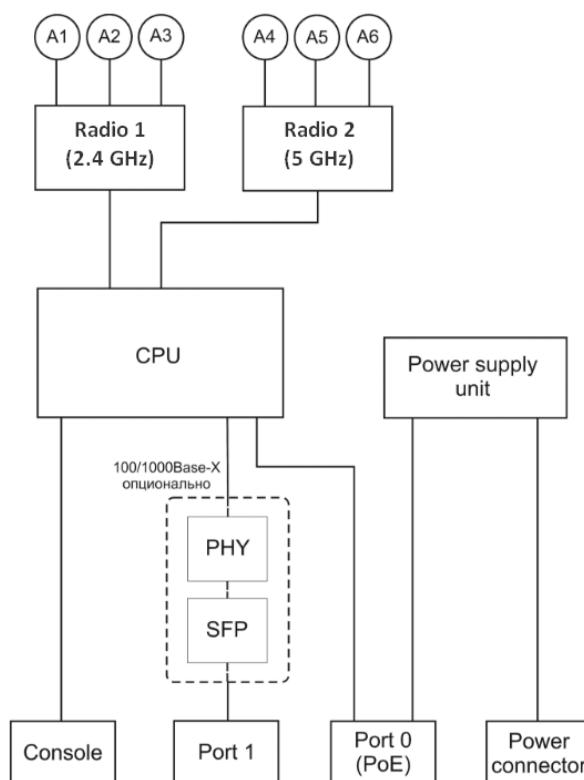 A1 A2 A3 A4 A5 A6
Radio 1
(2.4 GHz)
Radio 2
(5 GHz)
CPU
Power supply
unit
100/1000Base-X
опционально
PHY
SFP
Console
Port 1
Port 0
(PoE)
Power
connector